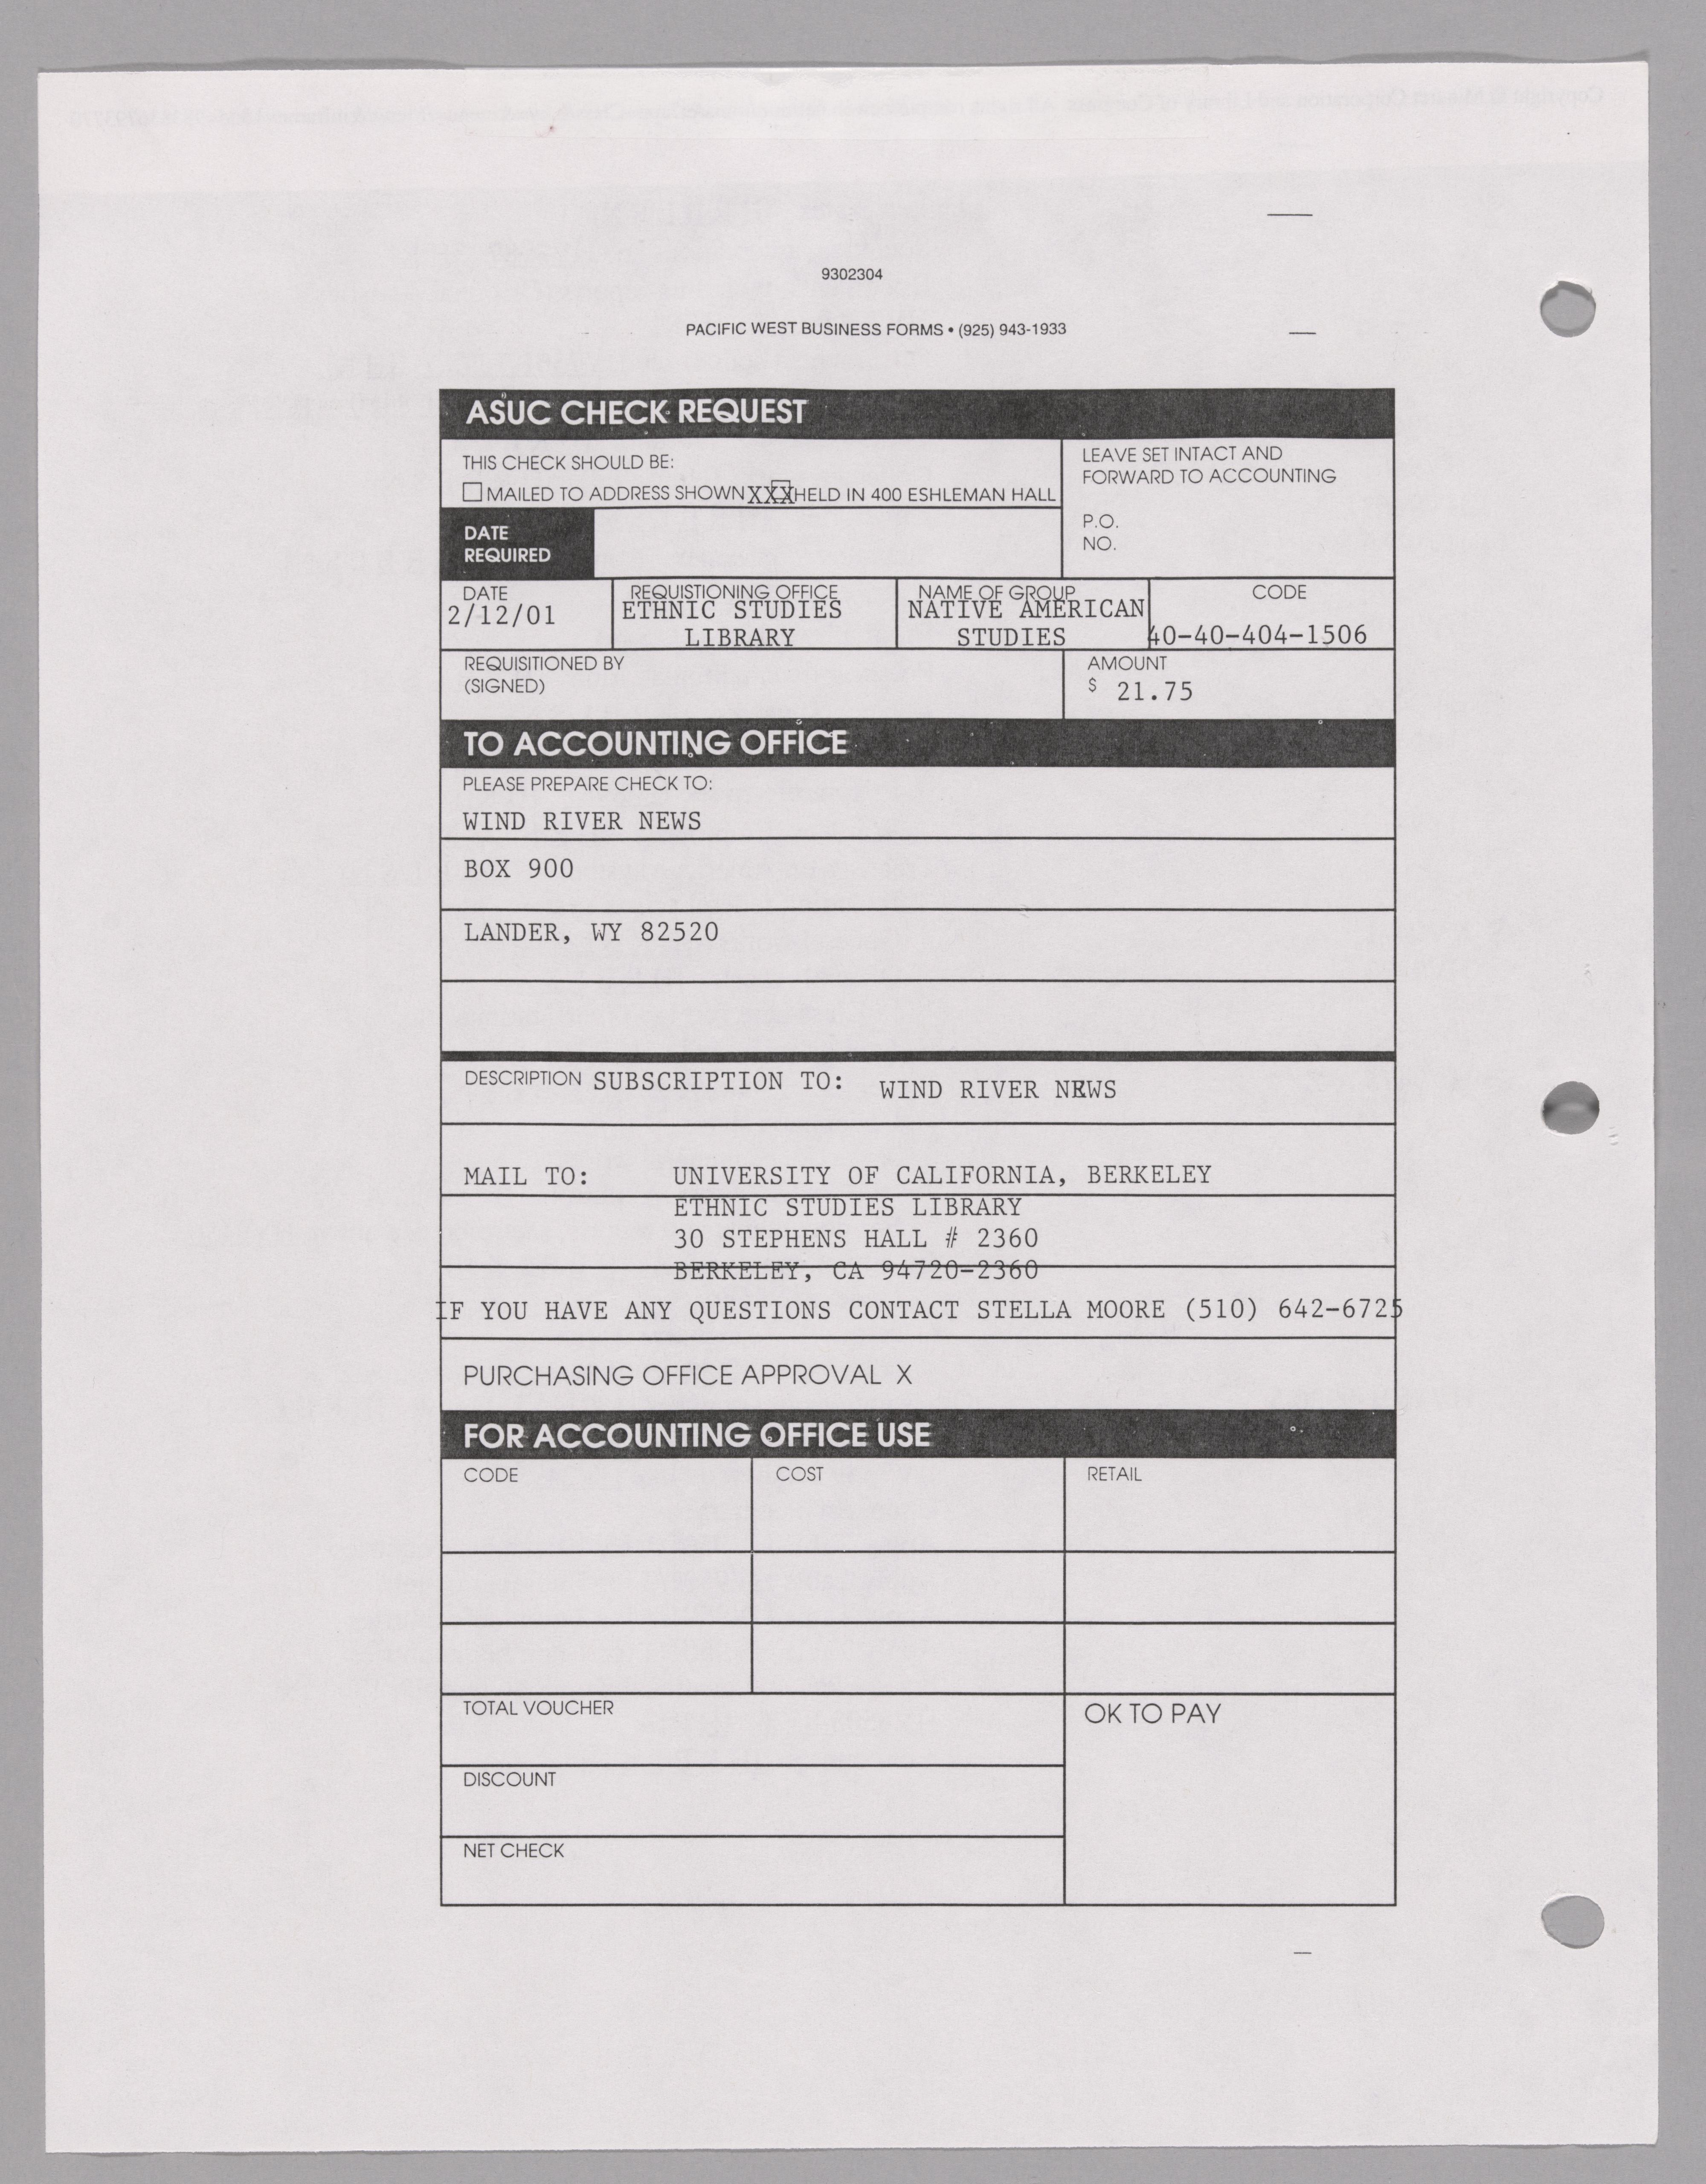 9302304
PACIFIC WEST BUSINESS FORMS • (925) 943-1933
ASUC CHECK REQUEST
THIS CHECK SHOULD BE:
☐ MAILED TO ADDRESS SHOWN XXX HELD IN 400 ESHLEMAN HALL
LEAVE SET INTACT AND
FORWARD TO ACCOUNTING
P.O.
NO.
DATE
REQUIRED
DATE
2/12/01
REQUISTIONING OFFICE
ETHNIC STUDIES
LIBRARY
NAME OF GROUP
NATIVE AMERICAN
STUDIES
CODE
40-40-404-1506
REQUISITIONED BY
(SIGNED)
AMOUNT
$ 21.75
TO ACCOUNTING OFFICE
PLEASE PREPARE CHECK TO:
WIND RIVER NEWS
BOX 900
LANDER, WY 82520
DESCRIPTION SUBSCRIPTION TO: WIND RIVER NEWS
MAIL TO: UNIVERSITY OF CALIFORNIA, BERKELEY
ETHNIC STUDIES LIBRARY
30 STEPHENS HALL # 2360
BERKELEY, CA 94720-2360
IF YOU HAVE ANY QUESTIONS CONTACT STELLA MOORE (510) 642-6725
PURCHASING OFFICE APPROVAL X
FOR ACCOUNTING OFFICE USE
CODE COST RETAIL
TOTAL VOUCHER
OK TO PAY
DISCOUNT
NET CHECK